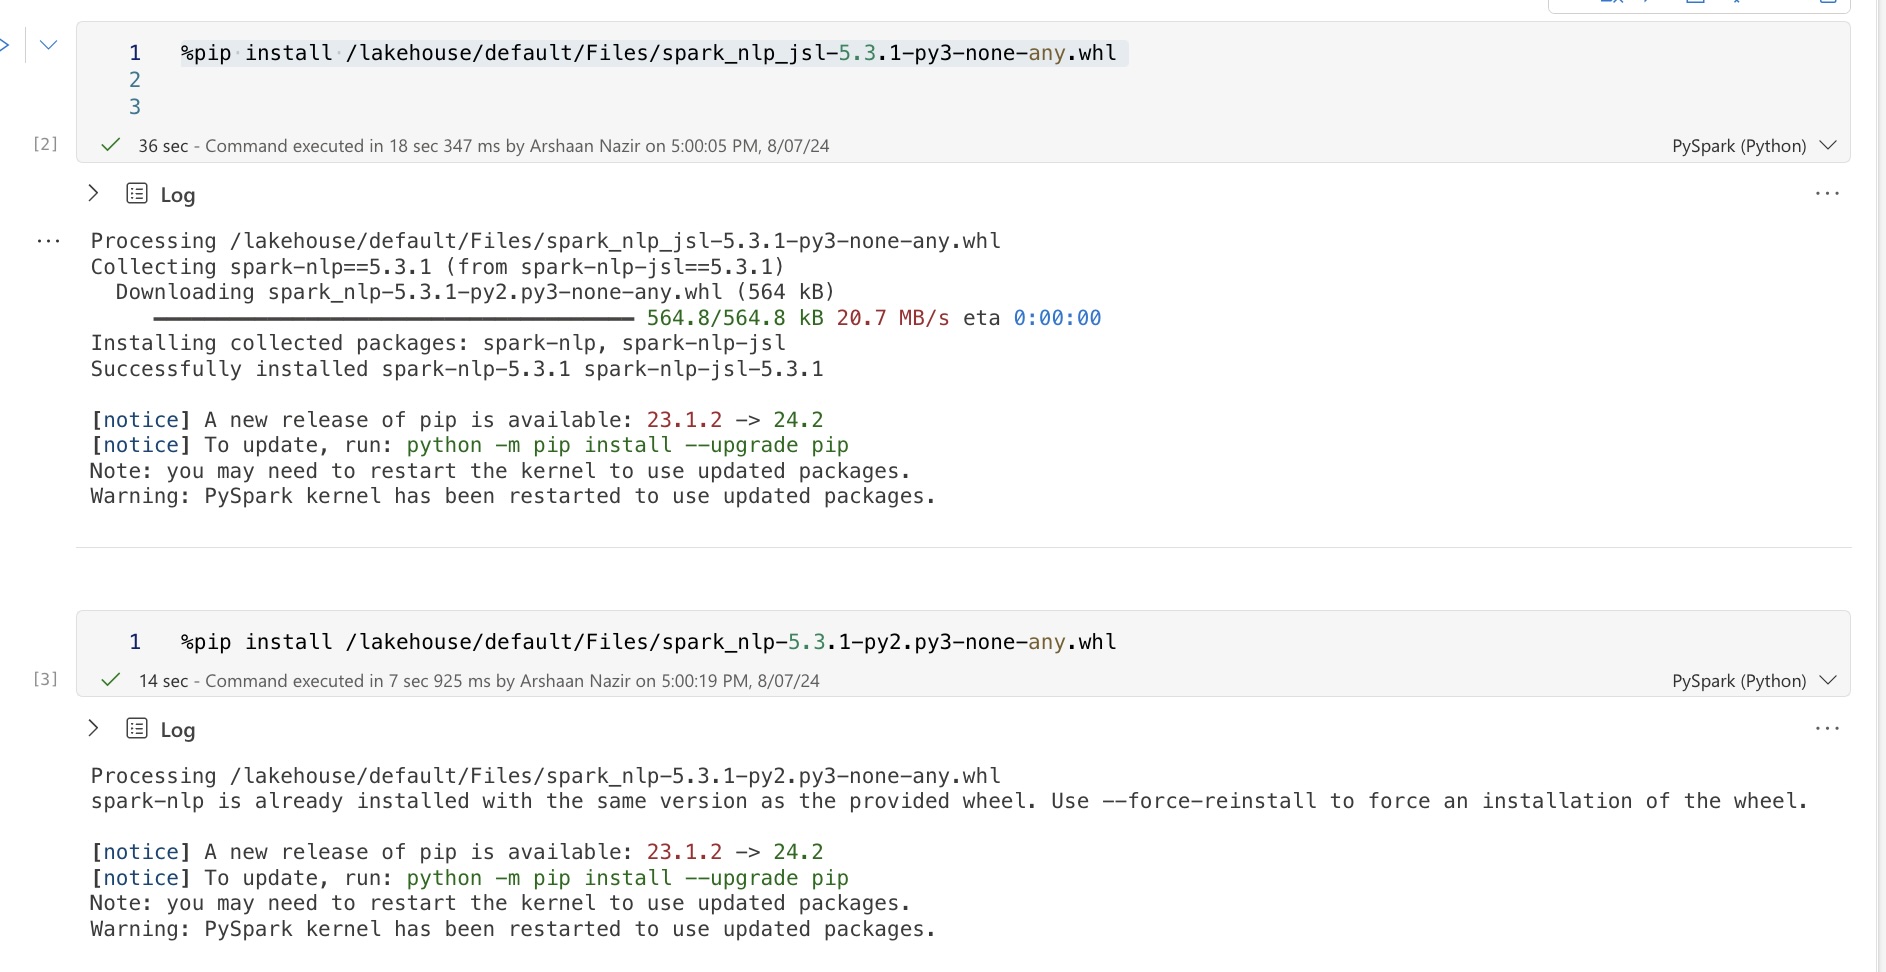 1 %pip install /lakehouse/default/Files/spark_nlp_jsl-5.3.1-py3-none-any.whl
2
3
[2] 36 sec - Command executed in 18 sec 347 ms by Arshaan Nazir on 5:00:05 PM, 8/07/24 PySpark (Python)
Log
Processing /lakehouse/default/Files/spark_nlp_jsl-5.3.1-py3-none-any.whl
Collecting spark-nlp==5.3.1 (from spark-nlp-jsl==5.3.1)
Downloading spark_nlp-5.3.1-py2.py3-none-any.whl (564 kB)
564.8/564.8 kB 20.7 MB/s eta 0:00:00
Installing collected packages: spark-nlp, spark-nlp-jsl
Successfully installed spark-nlp-5.3.1 spark-nlp-jsl-5.3.1
[notice] A new release of pip is available: 23.1.2 -> 24.2
[notice] To update, run: python -m pip install --upgrade pip
Note: you may need to restart the kernel to use updated packages.
Warning: PySpark kernel has been restarted to use updated packages.
1 %pip install /lakehouse/default/Files/spark_nlp-5.3.1-py2.py3-none-any.whl
[3] 14 sec - Command executed in 7 sec 925 ms by Arshaan Nazir on 5:00:19 PM, 8/07/24 PySpark (Python)
Log
Processing /lakehouse/default/Files/spark_nlp-5.3.1-py2.py3-none-any.whl
spark-nlp is already installed with the same version as the provided wheel. Use --force-reinstall to force an installation of the wheel.
[notice] A new release of pip is available: 23.1.2 -> 24.2
[notice] To update, run: python -m pip install --upgrade pip
Note: you may need to restart the kernel to use updated packages.
Warning: PySpark kernel has been restarted to use updated packages.